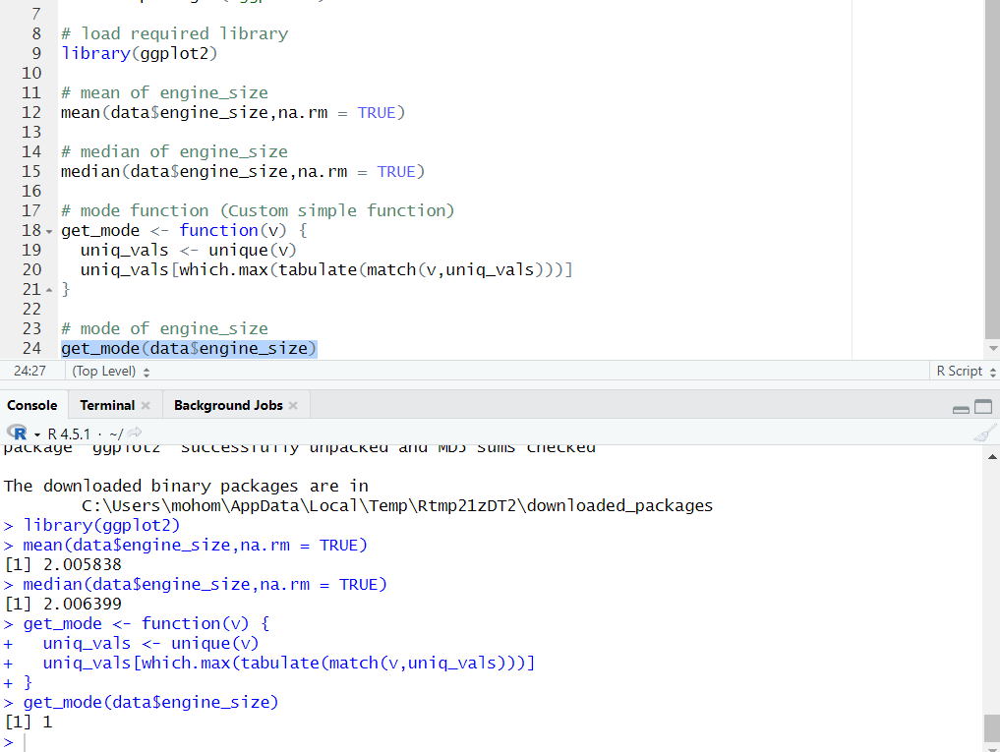 7
8 # load required library
9 library(ggplot2)
10
11 # mean of engine_size
12 mean(data$engine_size,na.rm = TRUE)
13
14 # median of engine_size
15 median(data$engine_size,na.rm = TRUE)
16
17 # mode function (Custom simple function)
18 get_mode <- function(v) {
19   uniq_vals <- unique(v)
20   uniq_vals[which.max(tabulate(match(v,uniq_vals)))]
21 }
22
23 # mode of engine_size
24 get_mode(data$engine_size)
24:27 (Top Level) R Script
Console Terminal Background Jobs
R 4.5.1 · ~/
package ‘ggplot2’ successfully unpacked and MD5 sums checked
The downloaded binary packages are in
        C:\Users\mohom\AppData\Local\Temp\Rtmp21zDT2\downloaded_packages
> library(ggplot2)
> mean(data$engine_size,na.rm = TRUE)
[1] 2.005838
> median(data$engine_size,na.rm = TRUE)
[1] 2.006399
> get_mode <- function(v) {
+   uniq_vals <- unique(v)
+   uniq_vals[which.max(tabulate(match(v,uniq_vals)))]
+ }
> get_mode(data$engine_size)
[1] 1
>